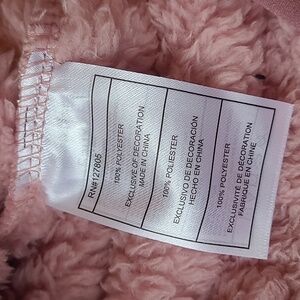 RN#127805
100% POLYESTER
EXCLUSIVE OF DECORATION
MADE IN CHINA
100% POLIESTER
EXCLUSIVO DE DECORACIÓN
HECHO EN CHINA
100% POLYESTER
EXCLUSIVITÉ DE DÉCORATION
FABRIQUÉ EN CHINE